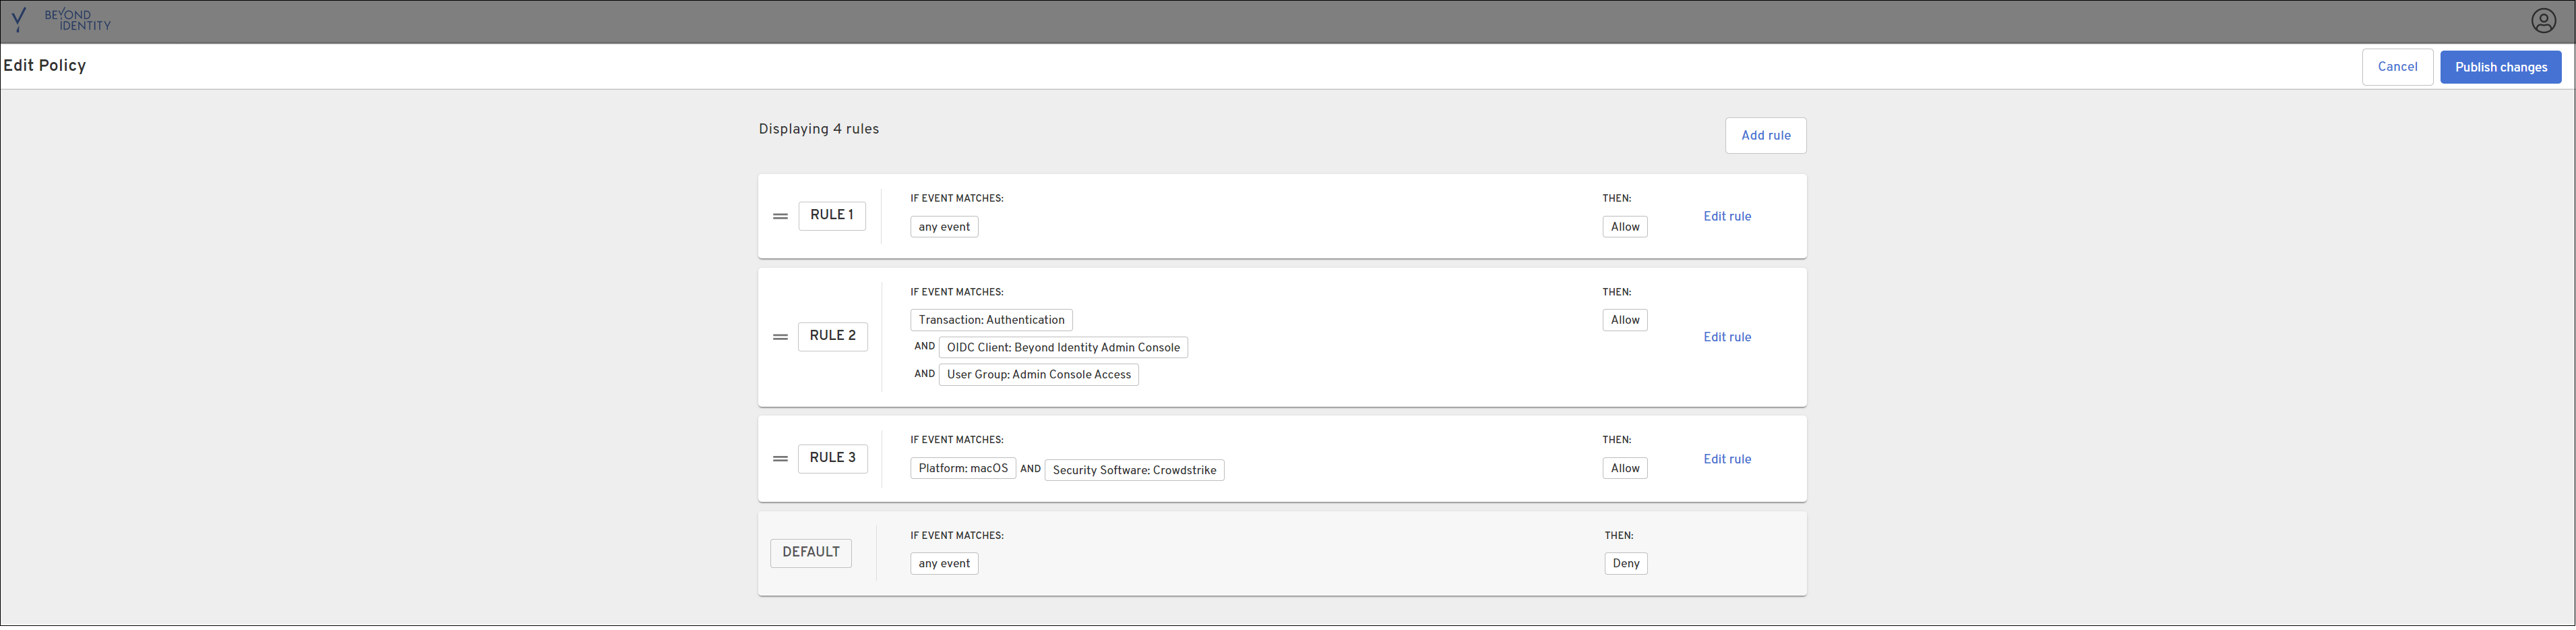 BEYOND
IDENTITY
Edit Policy
Cancel
Publish changes
Displaying 4 rules
Add rule
RULE 1
IF EVENT MATCHES:
any event
THEN:
Allow
Edit rule
RULE 2
IF EVENT MATCHES:
Transaction: Authentication
AND OIDC Client: Beyond Identity Admin Console
AND User Group: Admin Console Access
THEN:
Allow
Edit rule
RULE 3
IF EVENT MATCHES:
Platform: macOS AND Security Software: Crowdstrike
THEN:
Allow
Edit rule
DEFAULT
IF EVENT MATCHES:
any event
THEN:
Deny